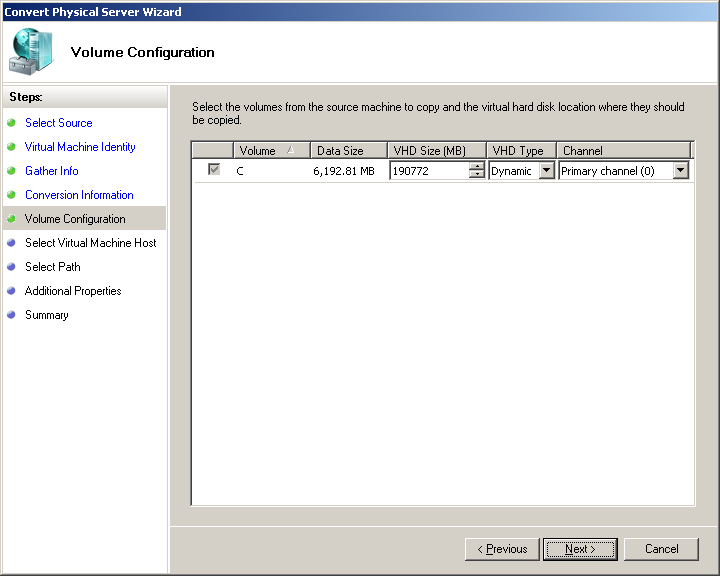 Convert Physical Server Wizard
Volume Configuration
Steps:
Select Source
Virtual Machine Identity
Gather Info
Conversion Information
Volume Configuration
Select Virtual Machine Host
Select Path
Additional Properties
Summary
Select the volumes from the source machine to copy and the virtual hard disk location where they should
be copied.
Volume Data Size VHD Size (MB) VHD Type Channel
C 6,192.81 MB 190772 Dynamic Primary channel (0)
< Previous Next > Cancel